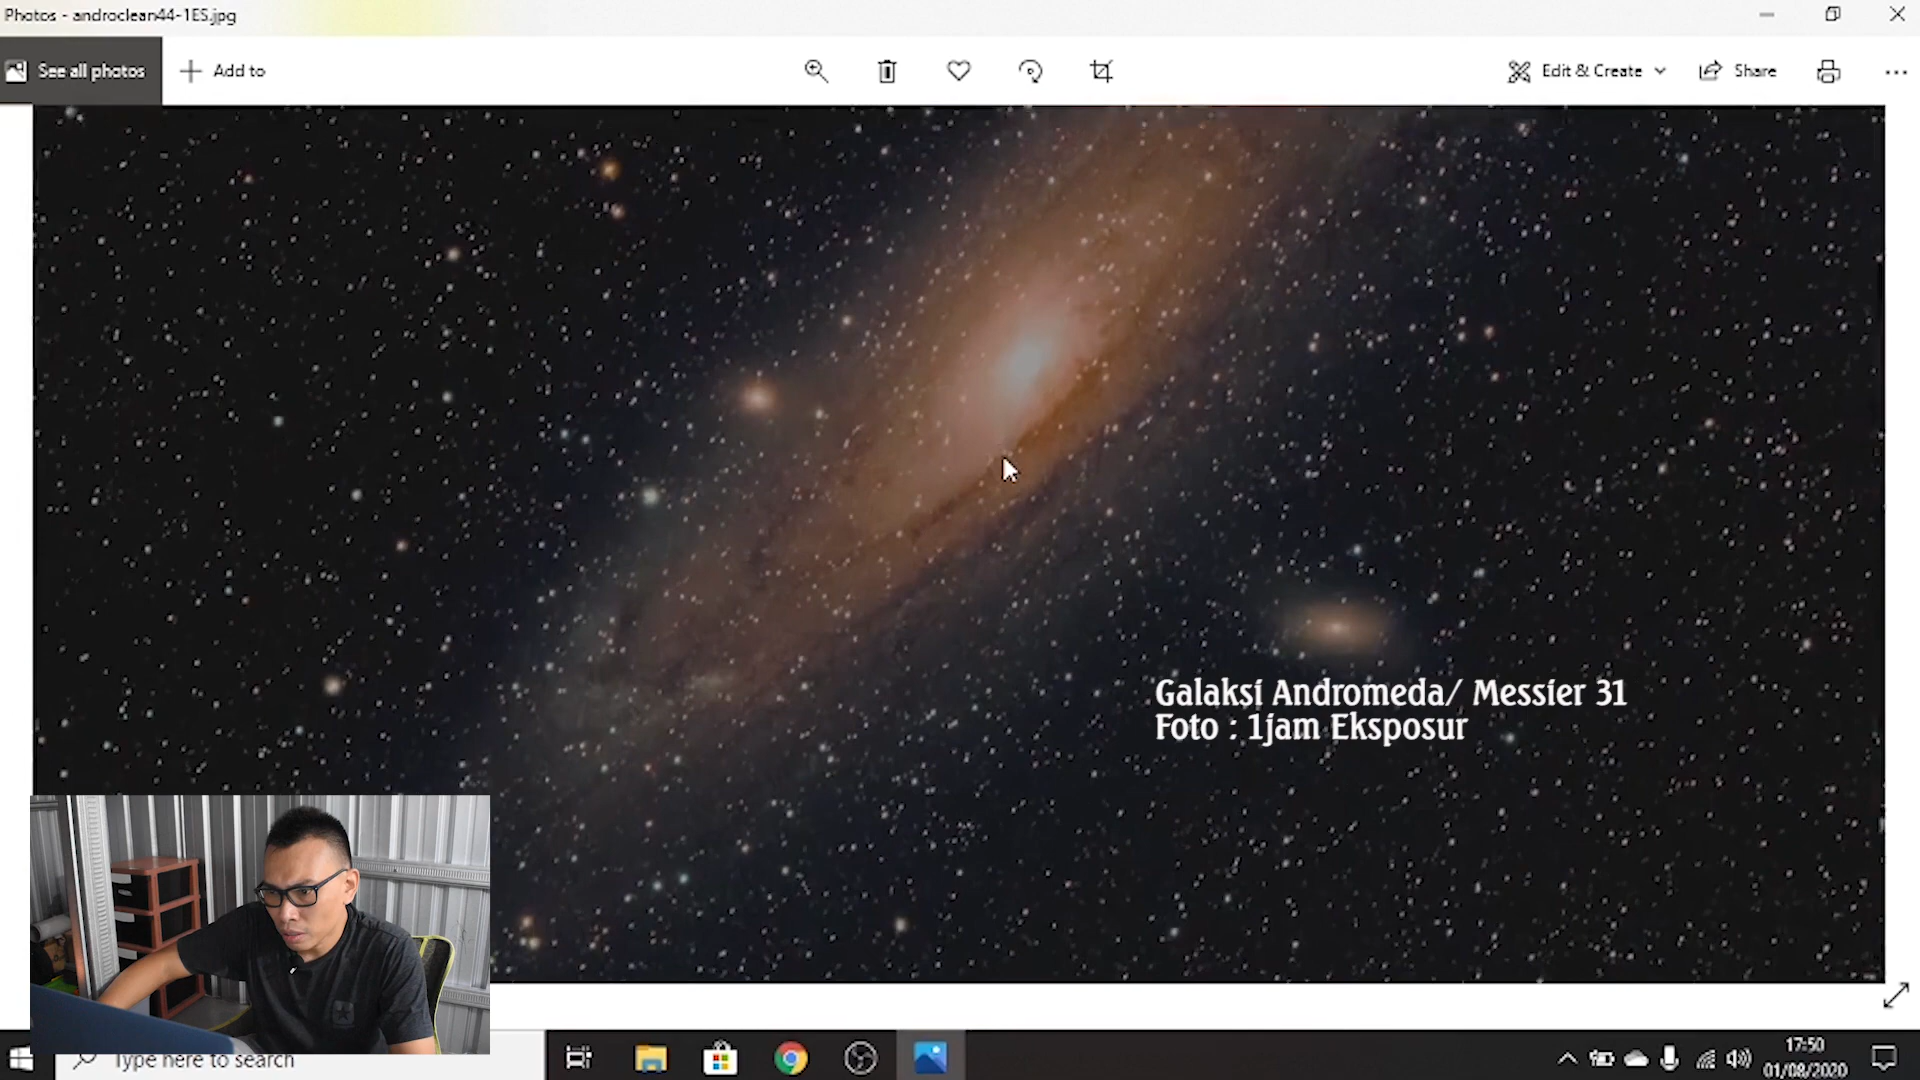 Photos - androclean44-1ES.jpg
See all photos
Add to
Edit & Create
Share
Galaksi Andromeda/ Messier 31
Foto : 1jam Eksposur
Type here to search
17:50
01/08/2020